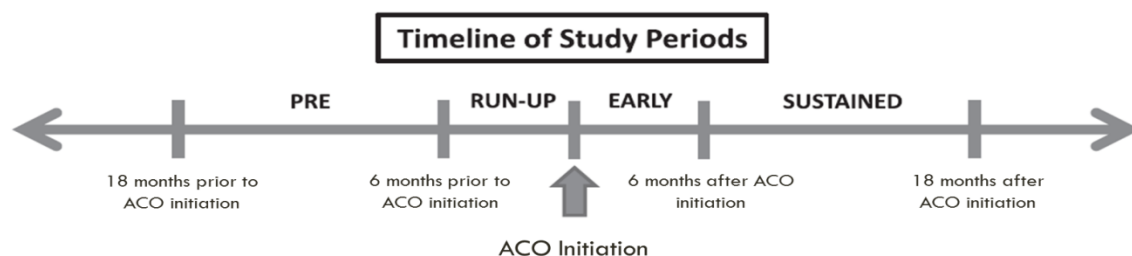 Timeline of Study Periods
PRE
RUN-UP
EARLY
SUSTAINED
18 months prior to
ACO initiation
6 months prior to
ACO initiation
6 months after ACO
initiation
18 months after
ACO initiation
ACO Initiation